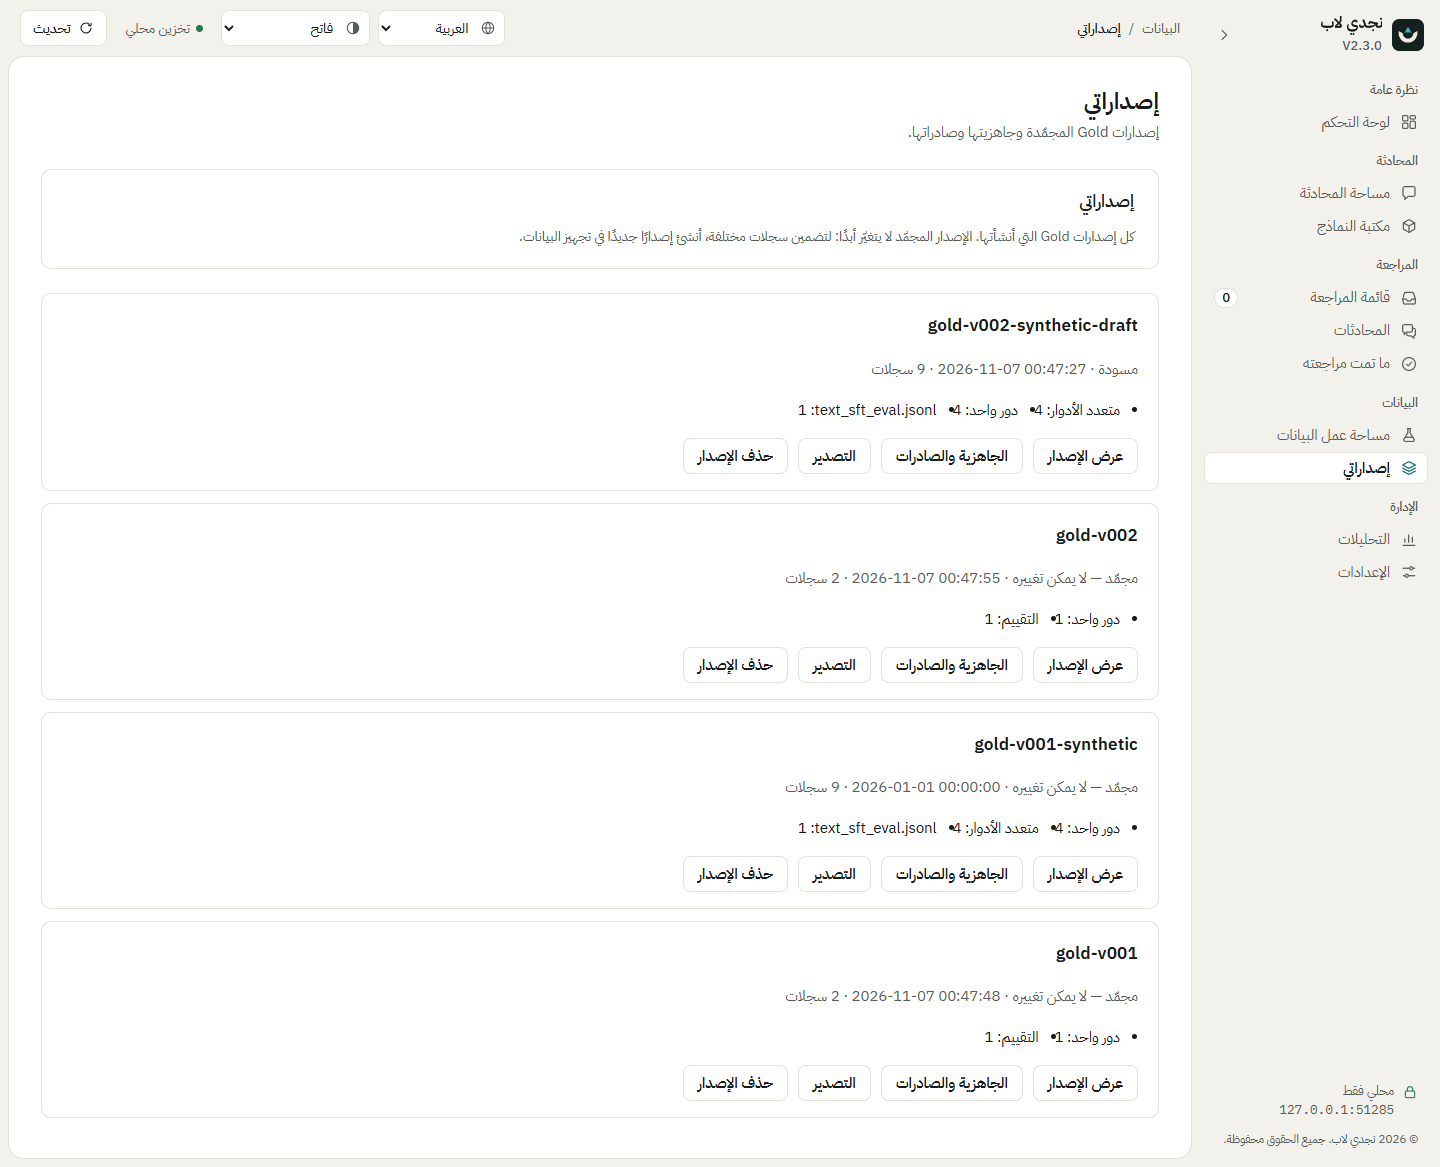 نجدي لاب
V2.3.0
نظرة عامة
لوحة التحكم
المحادثة
مساحة المحادثة
مكتبة النماذج
المراجعة
قائمة المراجعة 0
المحادثات
ما تمت مراجعته
البيانات
مساحة عمل البيانات
إصداراتي
الإدارة
التحليلات
الإعدادات
محلي فقط
127.0.0.1:51285
© 2026 نجدي لاب. جميع الحقوق محفوظة.
البيانات / إصداراتي
العربية
فاتح
تخزين محلي
تحديث
إصداراتي
إصدارات Gold المجمّدة وجاهزيتها وصادراتها.
إصداراتي
كل إصدارات Gold التي أنشأتها. الإصدار المجمّد لا يتغيّر أبدًا: لتضمين سجلات مختلفة، أنشئ إصدارًا جديدًا في تجهيز البيانات.
gold-v002-synthetic-draft
مسودة · 2026-11-07 00:47:27 · 9 سجلات
• متعدد الأدوار: 4 • دور واحد: 4 • text_sft_eval.jsonl: 1
عرض الإصدار الجاهزية والصادرات التصدير حذف الإصدار
gold-v002
مجمّد — لا يمكن تغييره · 2026-11-07 00:47:55 · 2 سجلات
• دور واحد: 1 • التقييم: 1
عرض الإصدار الجاهزية والصادرات التصدير حذف الإصدار
gold-v001-synthetic
مجمّد — لا يمكن تغييره · 2026-01-01 00:00:00 · 9 سجلات
• دور واحد: 4 • متعدد الأدوار: 4 • text_sft_eval.jsonl: 1
عرض الإصدار الجاهزية والصادرات التصدير حذف الإصدار
gold-v001
مجمّد — لا يمكن تغييره · 2026-11-07 00:47:48 · 2 سجلات
• دور واحد: 1 • التقييم: 1
عرض الإصدار الجاهزية والصادرات التصدير حذف الإصدار